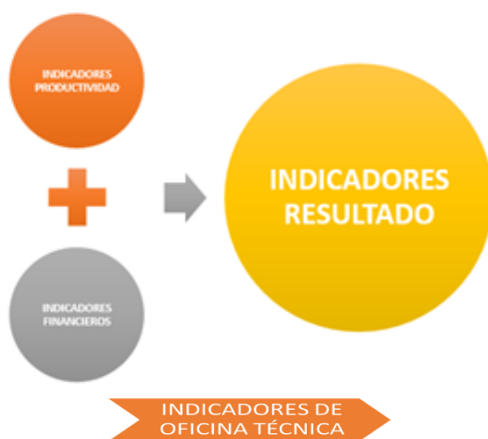 INDICADORES
PRODUCTIVIDAD
INDICADORES
RESULTADO
INDICADORES
FINANCIEROS
INDICADORES DE
OFICINA TÉCNICA